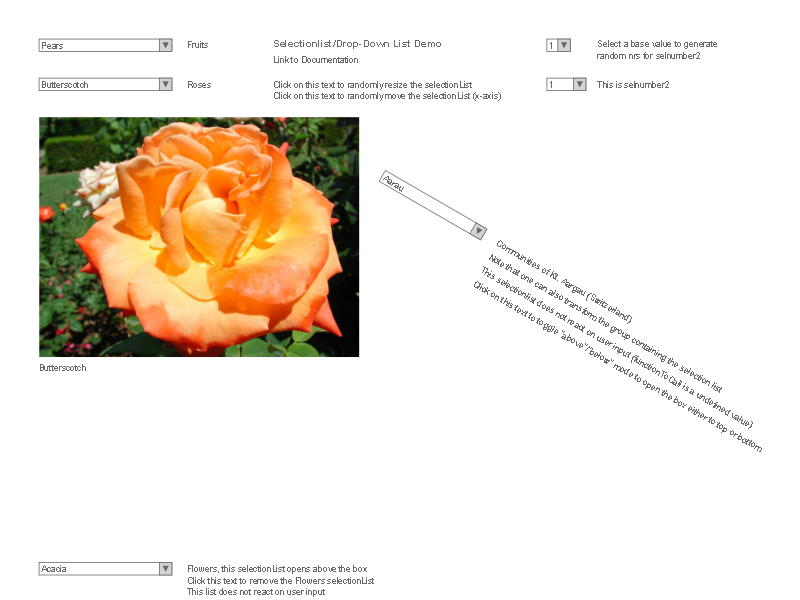 Pears
Fruits
Selectionlist/Drop-Down List Demo
Link to Documentation
1
Select a base value to generate
random nrs for selnumber2
Butterscotch
Roses
Click on this text to randomly resize the selectionList
Click on this text to randomly move the selectionList (x-axis)
1
This is selnumber2
Butterscotch
Aarau
Communities of Kt. Aargau (Switzerland)
Note that one can also transform the group containing the selection list
This selectionlist does not react on user input (functionToCall is a undefined value)
Click on this text to toggle "above"/"below" mode to open the box either to top or bottom
Acacia
Flowers, this selectionList opens above the box
Click this text to remove the Flowers selectionList
This list does not react on user input